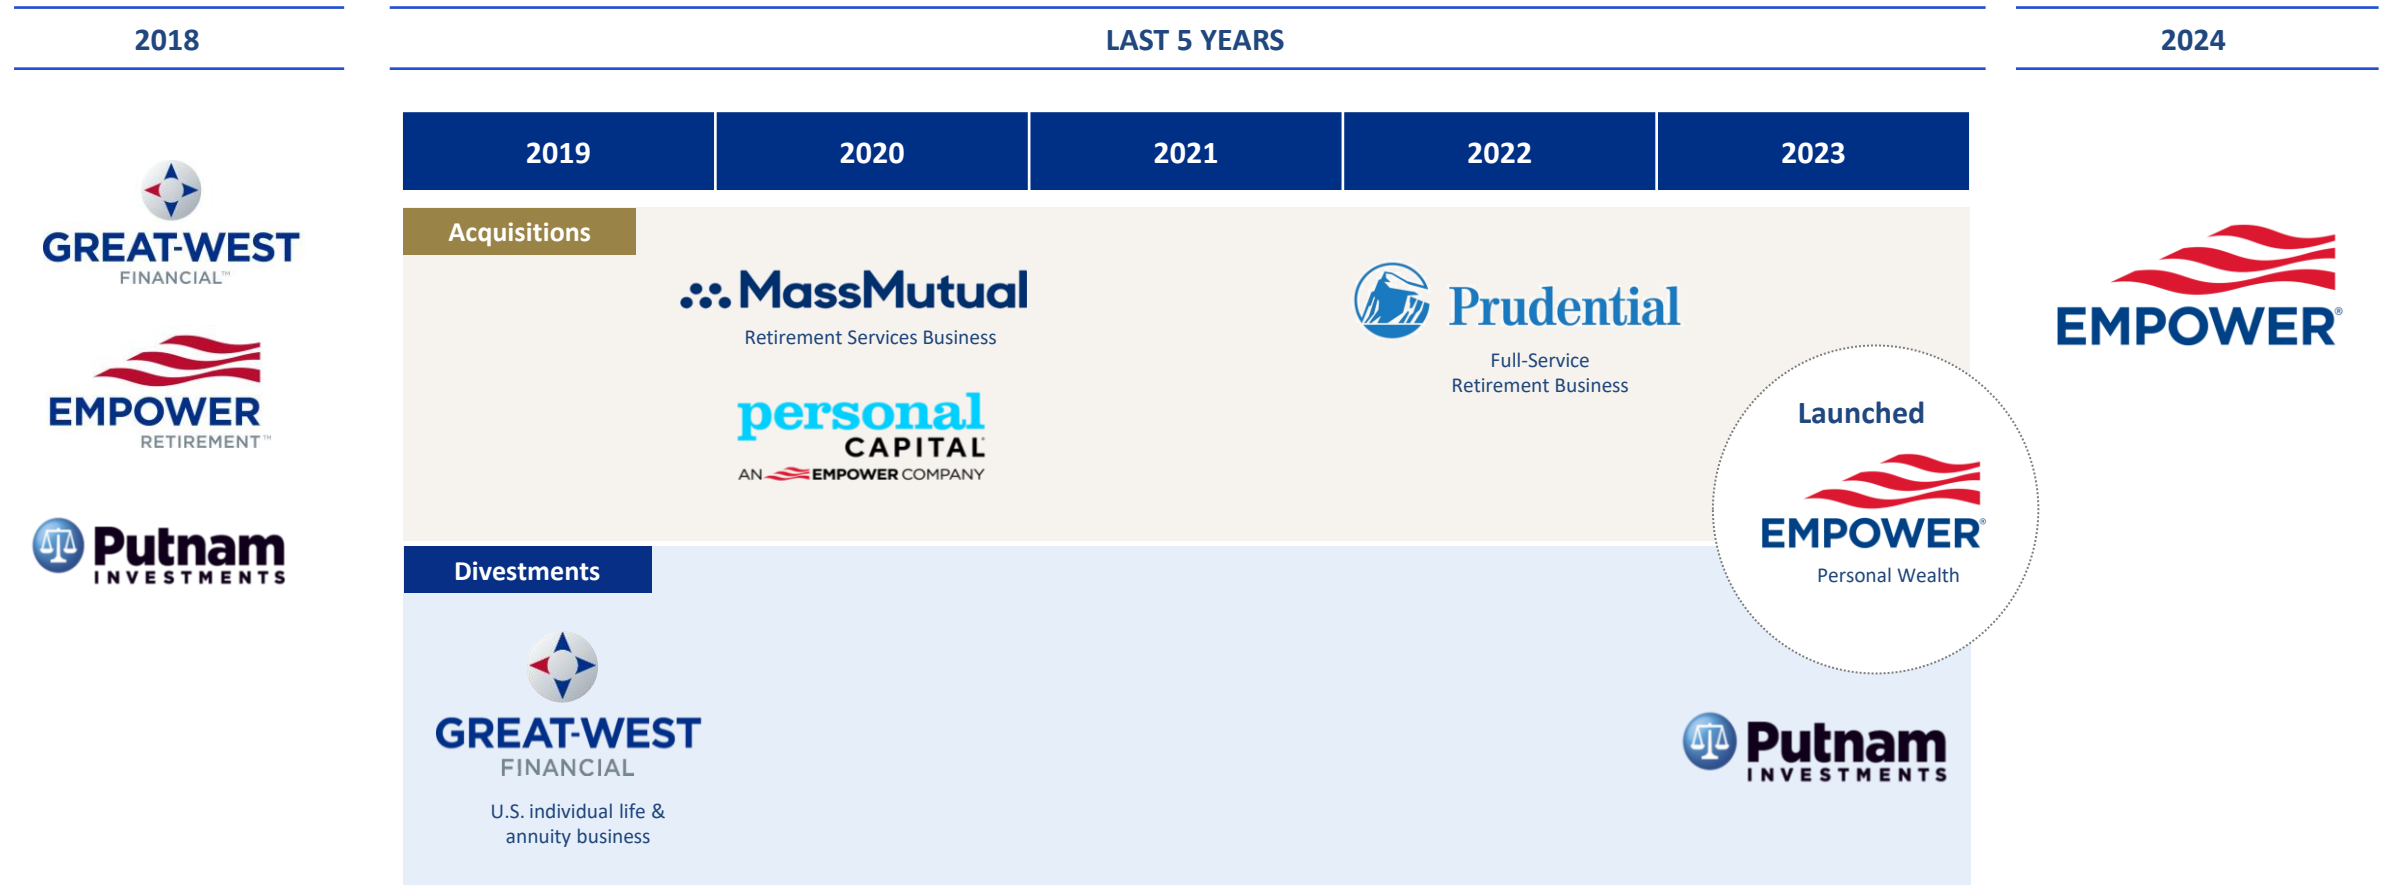 2018
LAST 5 YEARS
2024
2019
2020
2021
2022
2023
GREAT-WEST
FINANCIAL™
EMPOWER
RETIREMENT™
Putnam
INVESTMENTS
Acquisitions
MassMutual
Retirement Services Business
personal
CAPITAL®
AN EMPOWER COMPANY
Prudential
Full-Service
Retirement Business
Launched
EMPOWER®
Personal Wealth
Divestments
GREAT-WEST
FINANCIAL
U.S. individual life &
annuity business
Putnam
INVESTMENTS
EMPOWER®